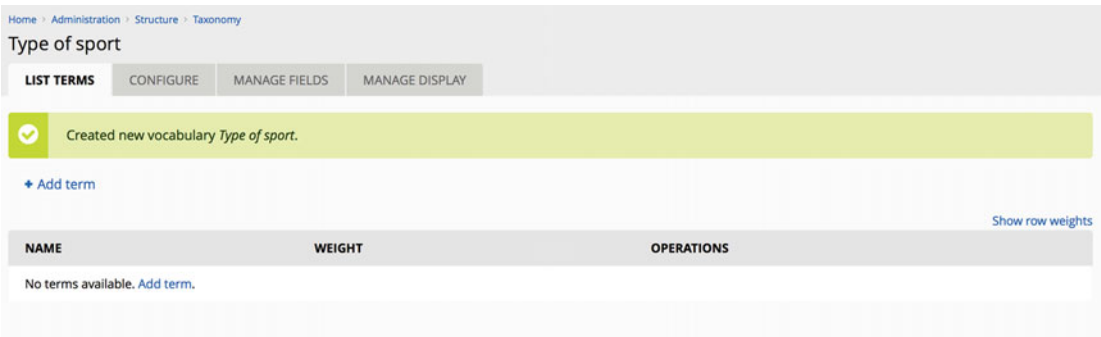 Home › Administration › Structure › Taxonomy
Type of sport
LIST TERMS CONFIGURE MANAGE FIELDS MANAGE DISPLAY
Created new vocabulary Type of sport.
+ Add term
Show row weights
NAME WEIGHT OPERATIONS
No terms available. Add term.